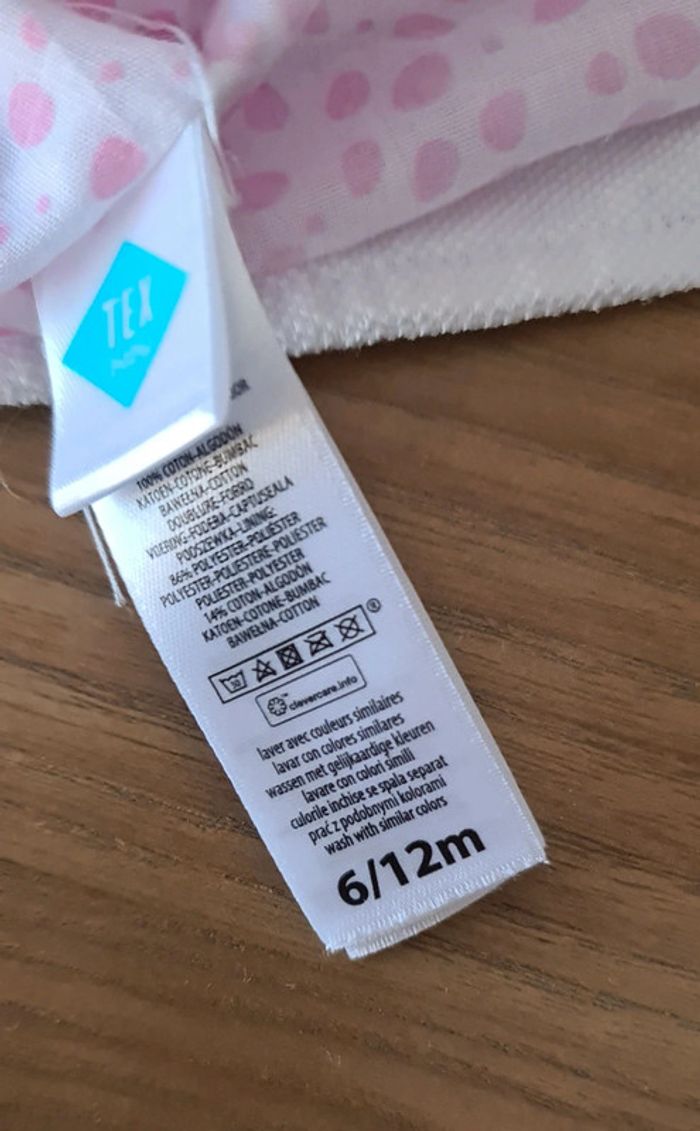 TEX
100% COTON-ALGODÓN
KATOEN-COTONE-BUMBAC
BAWEŁNA-COTTON
DOUBLURE-FORRO
VOERING-FODERA-CAPTUSEALA
PODSZEWKA-LINING:
86% POLYESTER-POLIÉSTER
POLYESTER-POLIESTERE-POLIESTER
POLIESTER-POLYESTER
14% COTON-ALGODÓN
KATOEN-COTONE-BUMBAC
BAWEŁNA-COTTON
30
®
clevercare.info
laver avec couleurs similaires
lavar con colores similares
wassen met gelijkaardige kleuren
lavare con colori simili
culorile inchise se spala separat
prać z podobnymi kolorami
wash with similar colors
6/12m